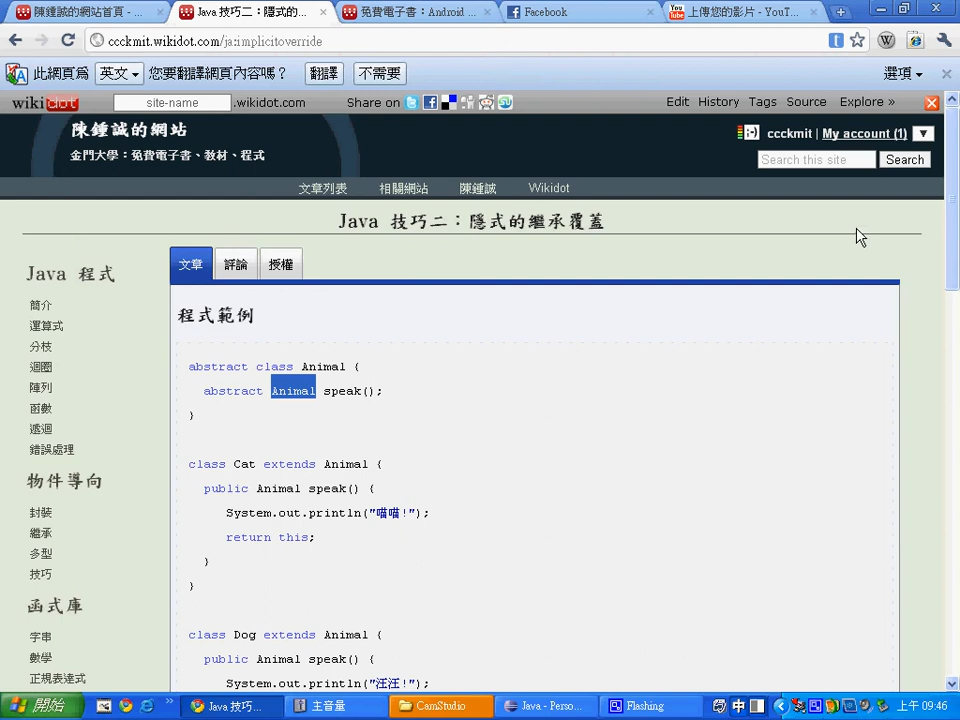 陳鍾誠的網站首頁 - ...
Java 技巧二：隱式的...
免費電子書：Android ...
Facebook
上傳您的影片 - YouT...
ccckmit.wikidot.com/ja:implicitoverride
此網頁為 英文 您要翻譯網頁內容嗎？ 翻譯 不需要 選項
wikidot site-name .wikidot.com Share on Edit History Tags Source Explore »
陳鍾誠的網站
金門大學：免費電子書、教材、程式
ccckmit | My account (1) ▼
Search this site Search
文章列表 相關網站 陳鍾誠 Wikidot
Java 技巧二：隱式的繼承覆蓋
Java 程式
簡介
運算式
分枝
迴圈
陣列
函數
遞迴
錯誤處理
物件導向
封裝
繼承
多型
技巧
函式庫
字串
數學
正規表達式
文章 評論 授權
程式範例
abstract class Animal {
abstract Animal speak();
}
class Cat extends Animal {
public Animal speak() {
System.out.println("喵喵!");
return this;
}
}
class Dog extends Animal {
public Animal speak() {
System.out.println("汪汪!");
開始 Java 技巧... 主音量 CamStudio Java - Perso... Flashing 中 上午 09:46